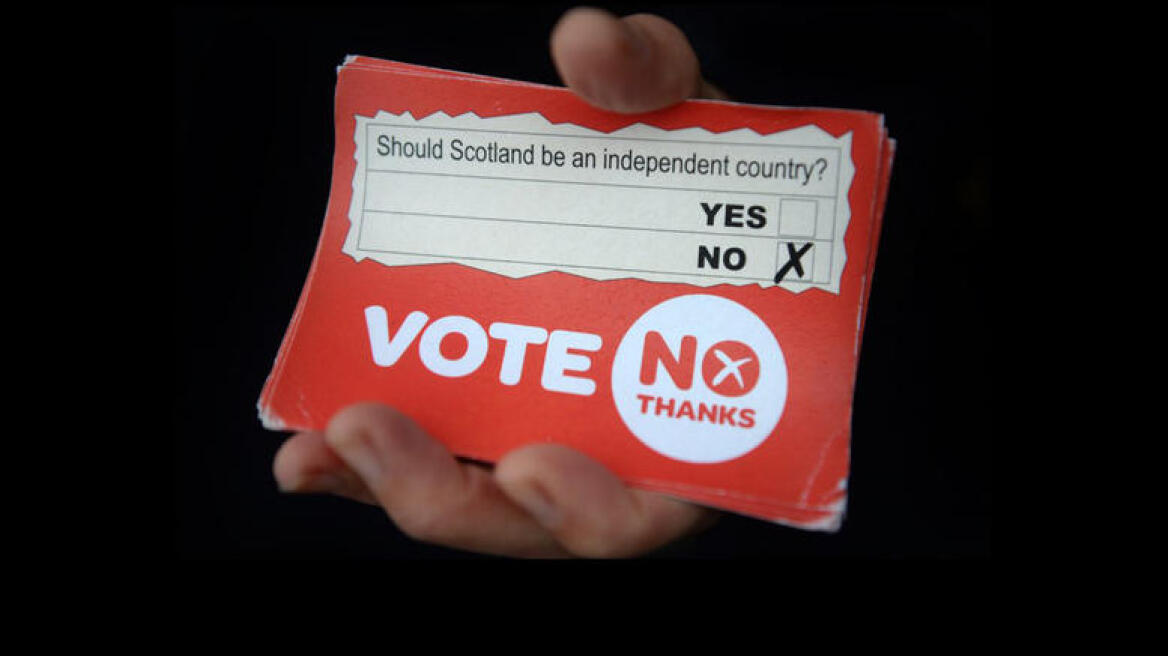 Should Scotland be an independent country?
YES
NO X
VOTE NO
THANKS